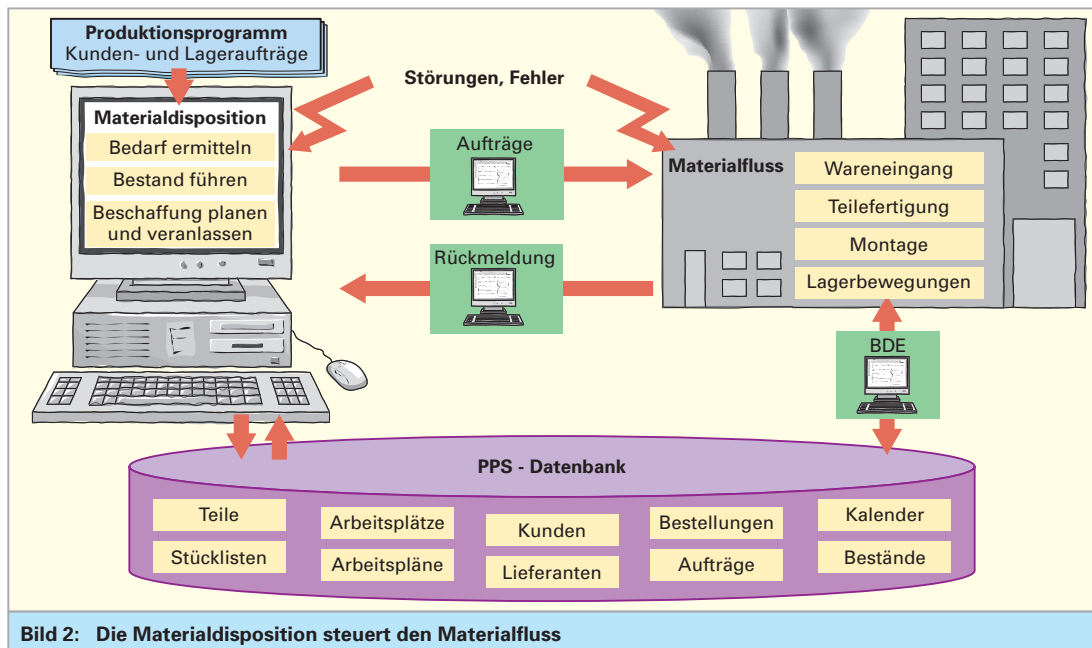 Produktionsprogramm
Kunden- und Lageraufträge
Störungen, Fehler
Materialdisposition
Bedarf ermitteln
Bestand führen
Beschaffung planen
und veranlassen
Aufträge
Rückmeldung
Materialfluss
Wareneingang
Teilefertigung
Montage
Lagerbewegungen
BDE
PPS - Datenbank
Teile
Stücklisten
Arbeitsplätze
Arbeitspläne
Kunden
Lieferanten
Bestellungen
Aufträge
Kalender
Bestände
Bild 2: Die Materialdisposition steuert den Materialfluss